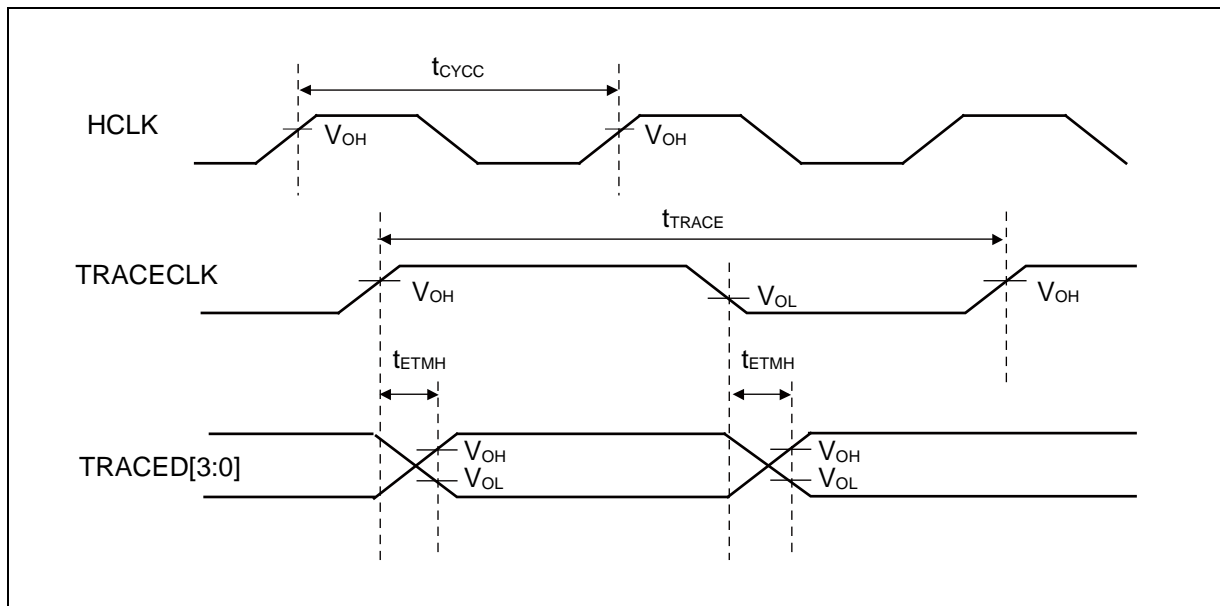 tCYCC
HCLK
VOH
VOH
tTRACE
TRACECLK
VOH
VOL
VOH
tETMH
tETMH
TRACED[3:0]
VOH
VOH
VOL
VOL